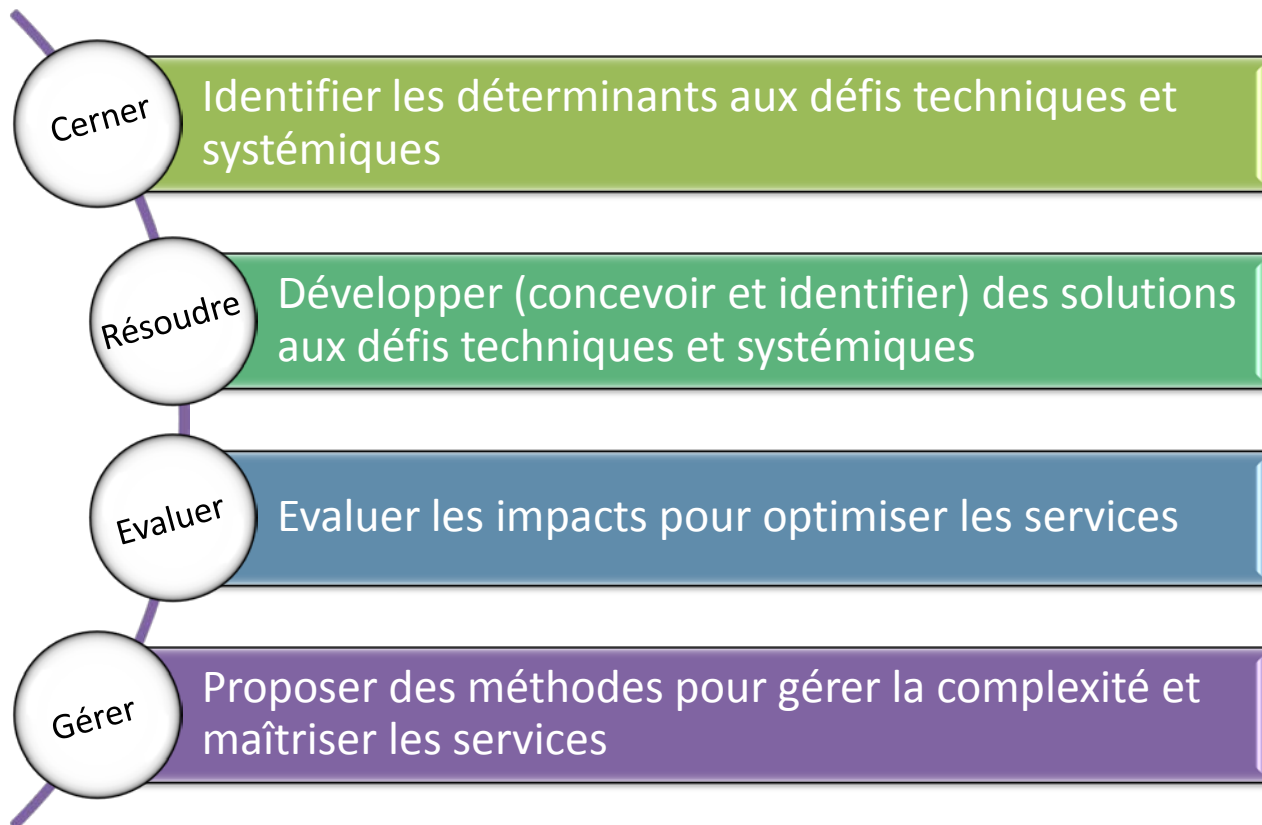 Cerner
Identifier les déterminants aux défis techniques et
systémiques
Résoudre
Développer (concevoir et identifier) des solutions
aux défis techniques et systémiques
Evaluer
Evaluer les impacts pour optimiser les services
Gérer
Proposer des méthodes pour gérer la complexité et
maîtriser les services